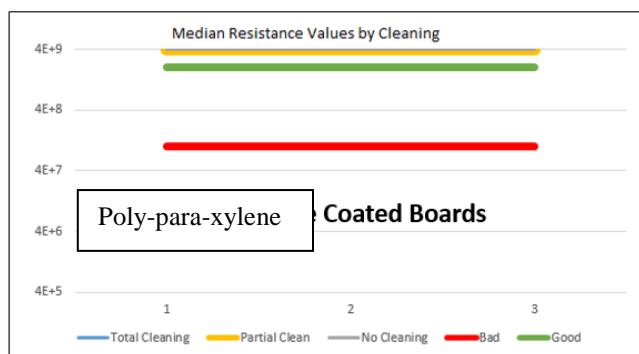 Median Resistance Values by Cleaning
4E+9
4E+8
4E+7
Poly-para-xylene e Coated Boards
4E+6
4E+5
1 2 3
Total Cleaning Partial Clean No Cleaning Bad Good